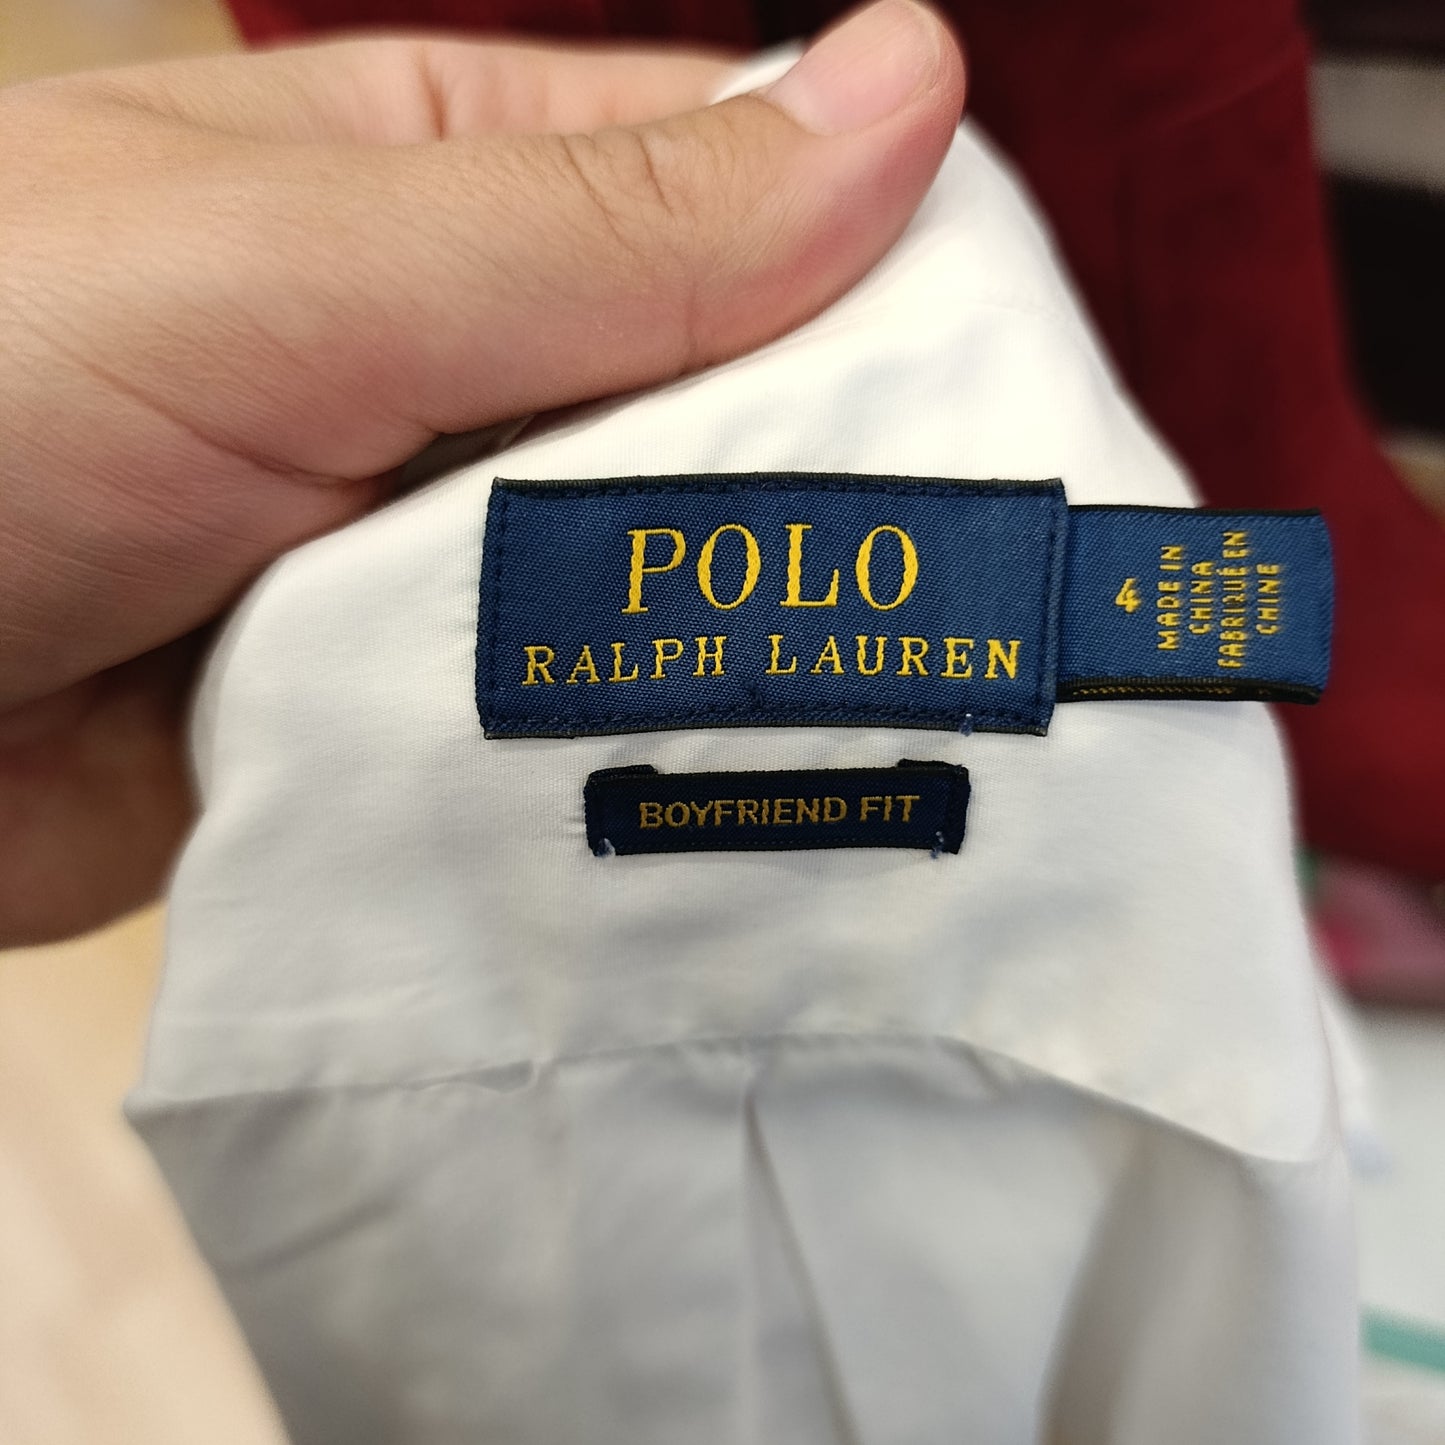 POLO
RALPH LAUREN
4
MADE IN
CHINA
FABRIQUÉ EN
CHINE
BOYFRIEND FIT